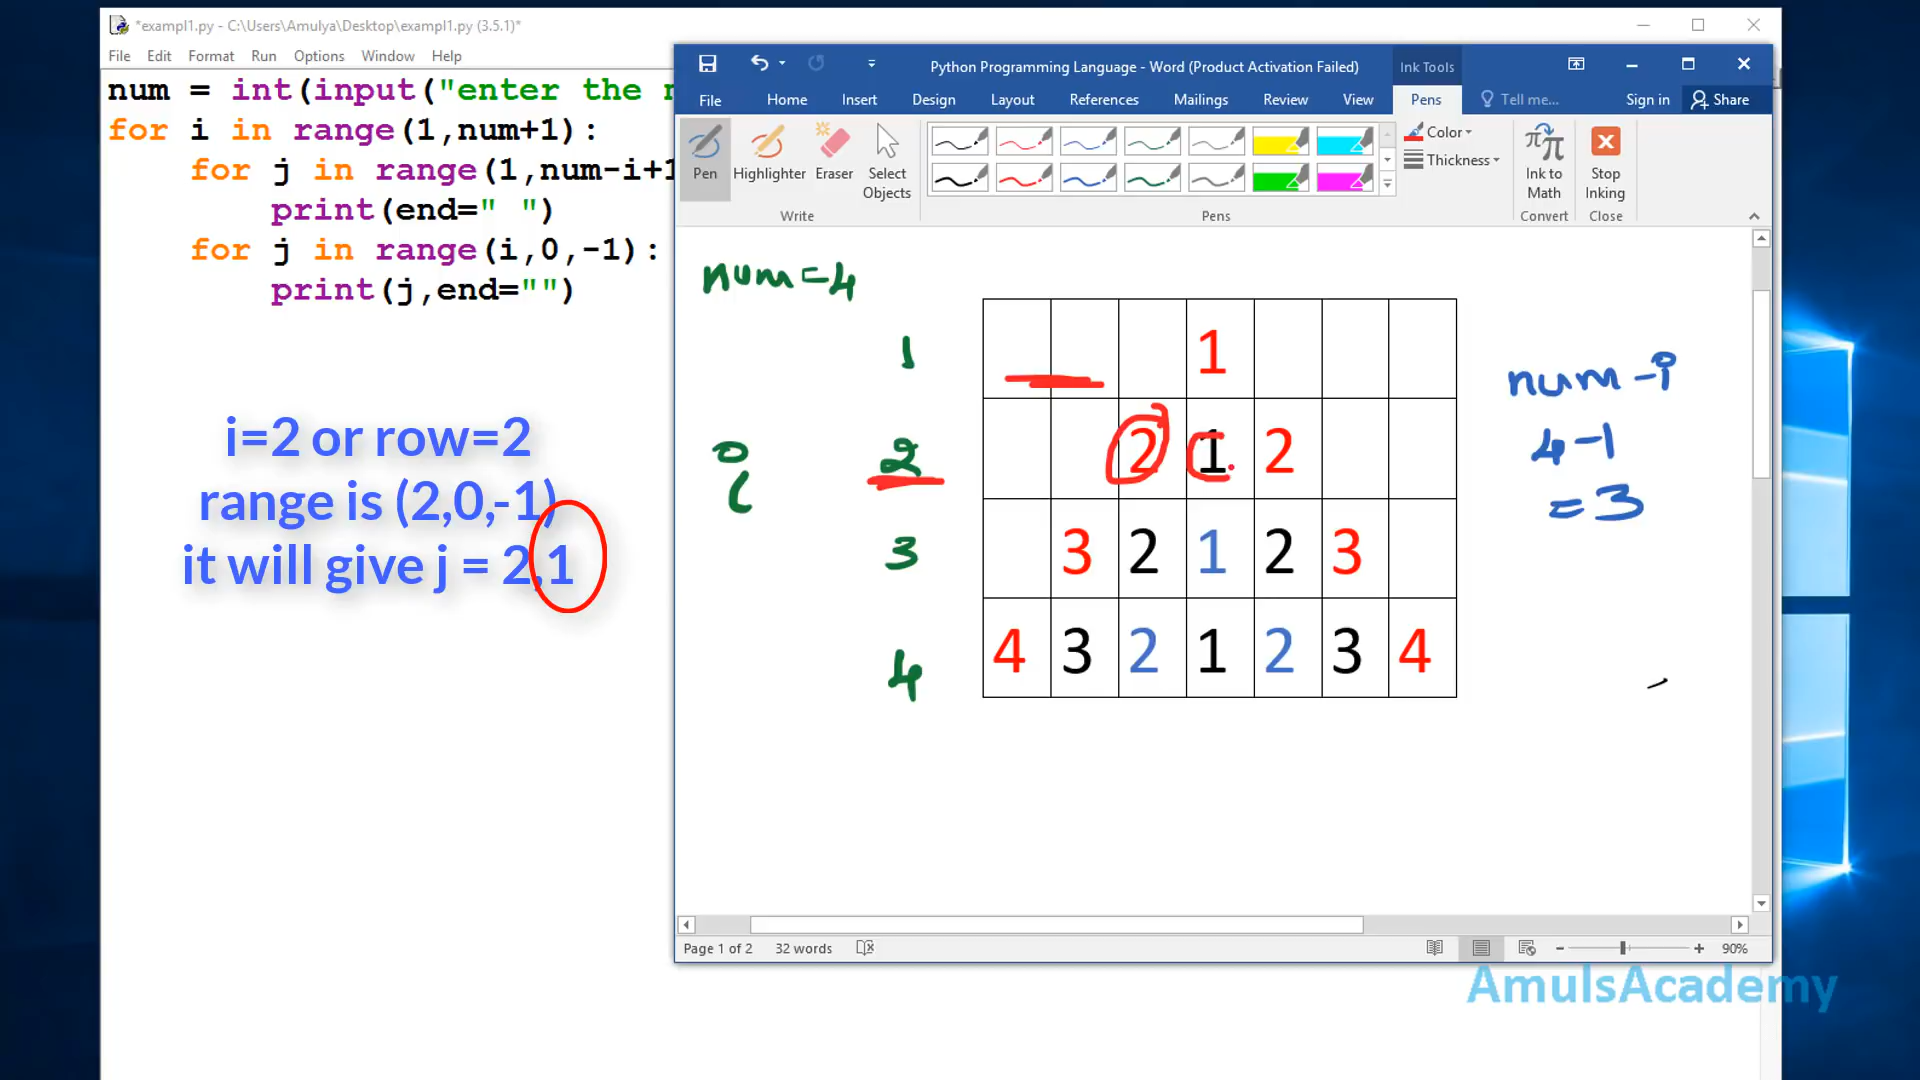 *exampl1.py - C:\Users\Amulya\Desktop\exampl1.py (3.5.1)*
File Edit Format Run Options Window Help
num = int(input("enter the
for i in range(1,num+1):
for j in range(1,num-i+1
print(end=" ")
for j in range(i,0,-1):
print(j,end="")
i=2 or row=2
range is (2,0,-1)
it will give j = 2,1
Python Programming Language - Word (Product Activation Failed)
Ink Tools
File Home Insert Design Layout References Mailings Review View Pens Tell me... Sign in Share
Pen Highlighter Eraser Select Objects
Write
Pens
Color
Thickness
Ink to Math
Convert
Stop Inking
Close
num=4
i
1
2
3
4
1
2 1 2
3 2 1 2 3
4 3 2 1 2 3 4
num-i
4-1
=3
Page 1 of 2 32 words
90%
AmulsAcademy